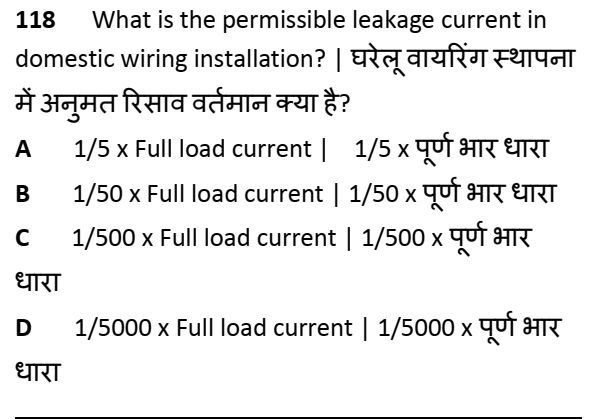 118 What is the permissible leakage current in
domestic wiring installation? | घरेलू वायरिंग स्थापना
में अनुमत रिसाव वर्तमान क्या है?
A 1/5 x Full load current | 1/5 x पूर्ण भार धारा
B 1/50 x Full load current | 1/50 x पूर्ण भार धारा
C 1/500 x Full load current | 1/500 x पूर्ण भार
धारा
D 1/5000 x Full load current | 1/5000 x पूर्ण भार
धारा